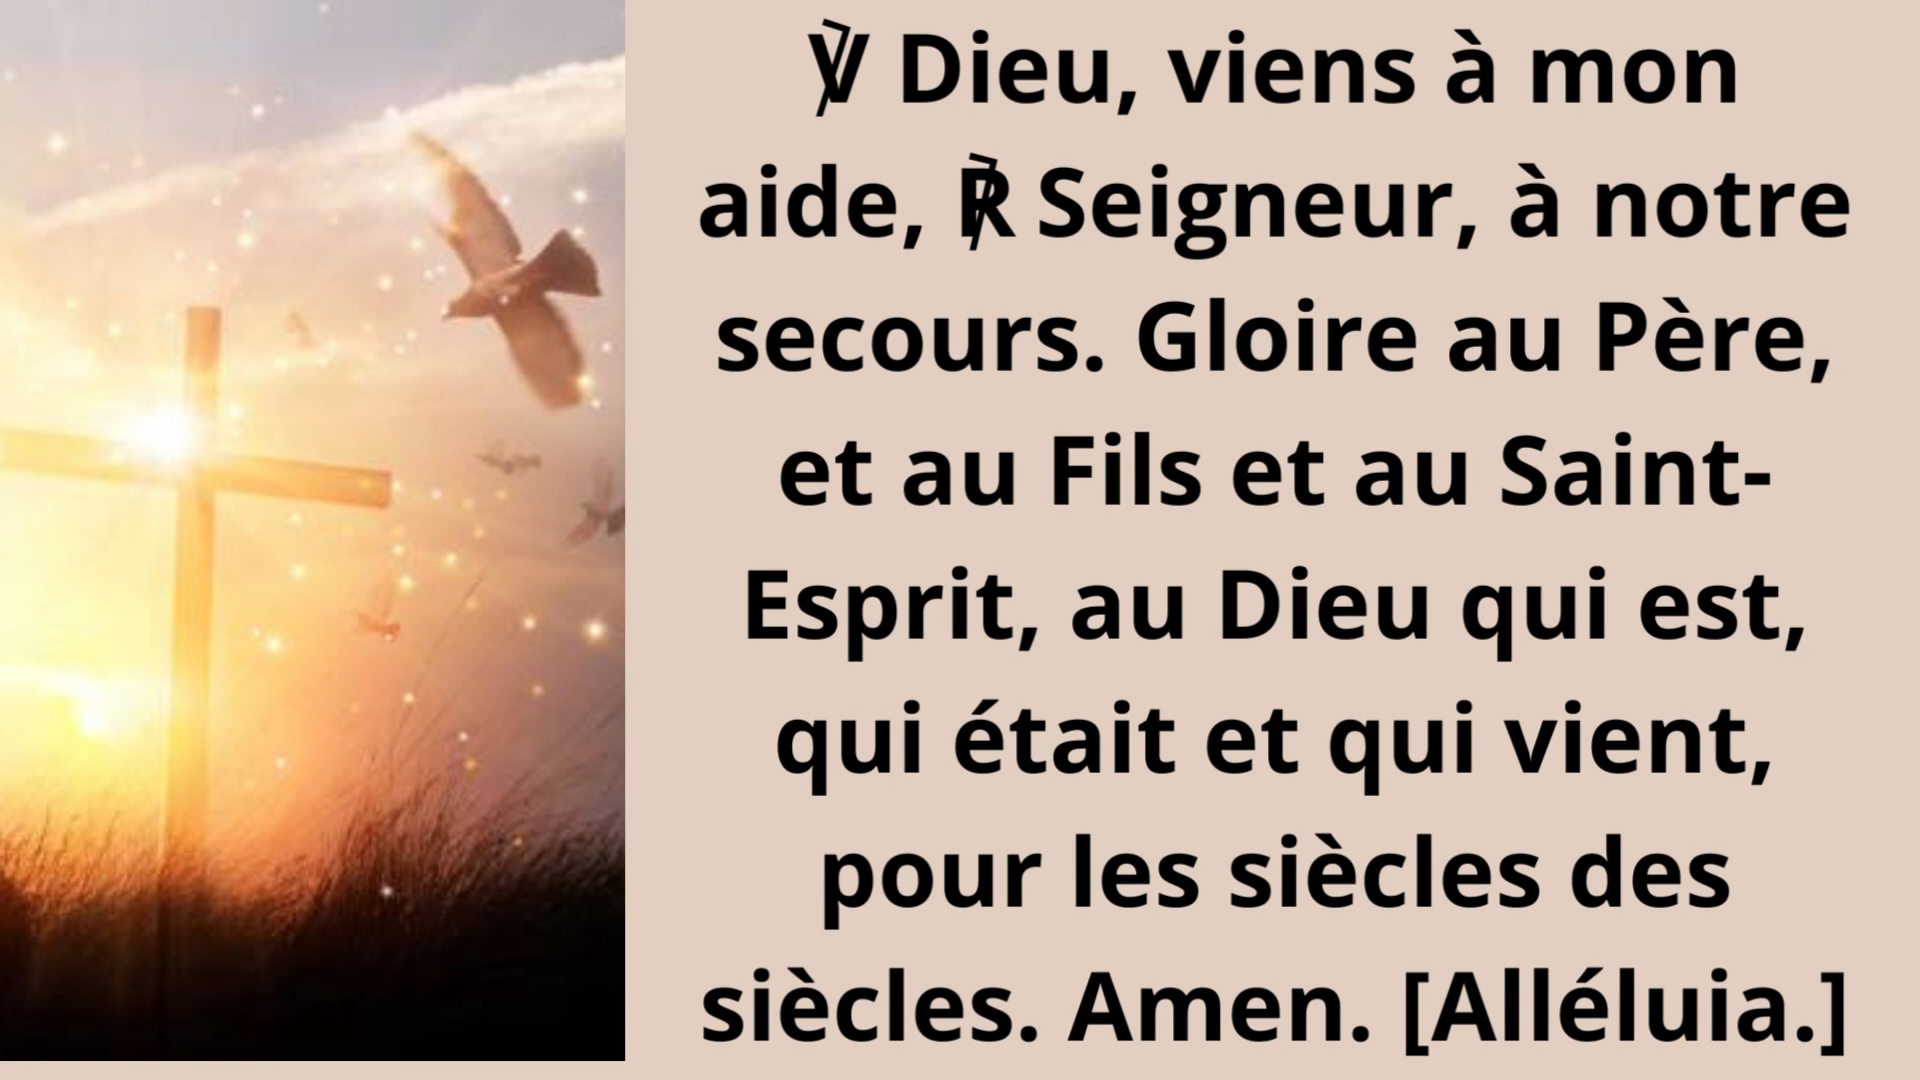 ℣ Dieu, viens à mon
aide, ℟ Seigneur, à notre
secours. Gloire au Père,
et au Fils et au Saint-
Esprit, au Dieu qui est,
qui était et qui vient,
pour les siècles des
siècles. Amen. [Alléluia.]